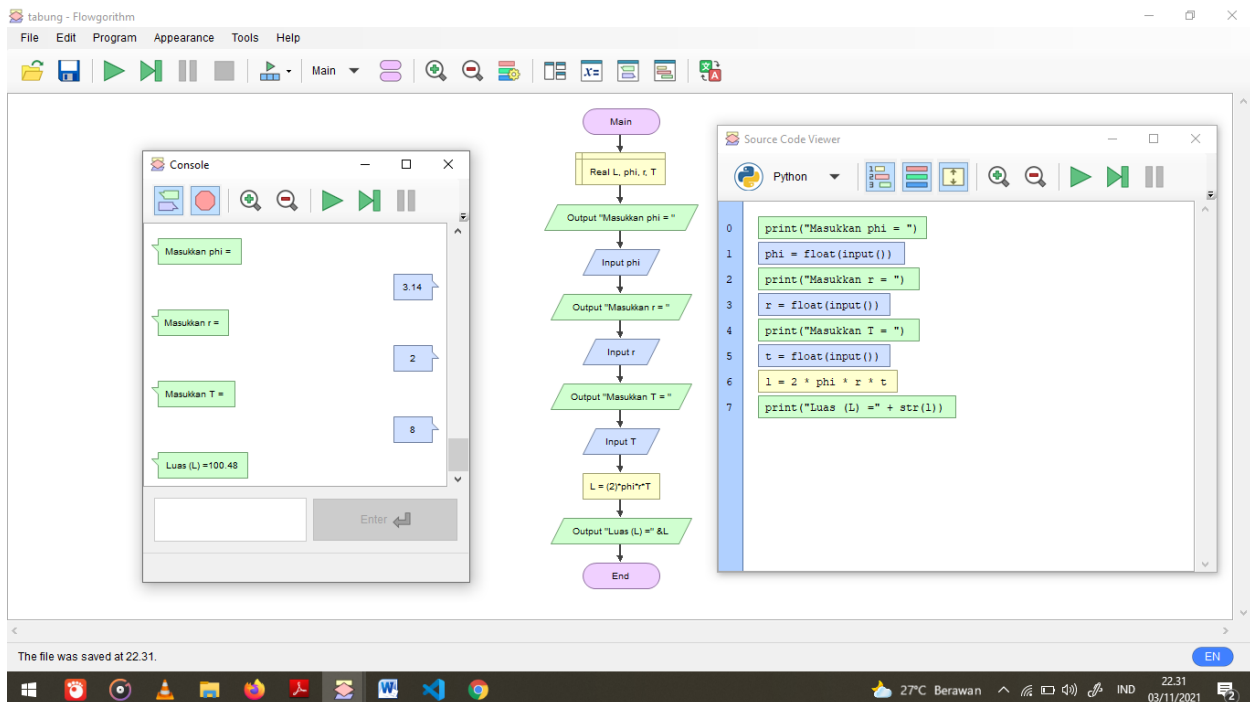 tabung - Flowgorithm
File Edit Program Appearance Tools Help
Main
Console
Masukkan phi =
3.14
Masukkan r =
2
Masukkan T =
8
Luas (L) =100.48
Enter
Main
Real L, phi, r, T
Output "Masukkan phi = "
Input phi
Output "Masukkan r = "
Input r
Output "Masukkan T = "
Input T
L = (2)*phi*r*T
Output "Luas (L) =" &L
End
Source Code Viewer
Python
0 print("Masukkan phi = ")
1 phi = float(input())
2 print("Masukkan r = ")
3 r = float(input())
4 print("Masukkan T = ")
5 t = float(input())
6 l = 2 * phi * r * t
7 print("Luas (L) =" + str(l))
The file was saved at 22.31.
EN
27°C Berawan
IND
22.31
03/11/2021
2